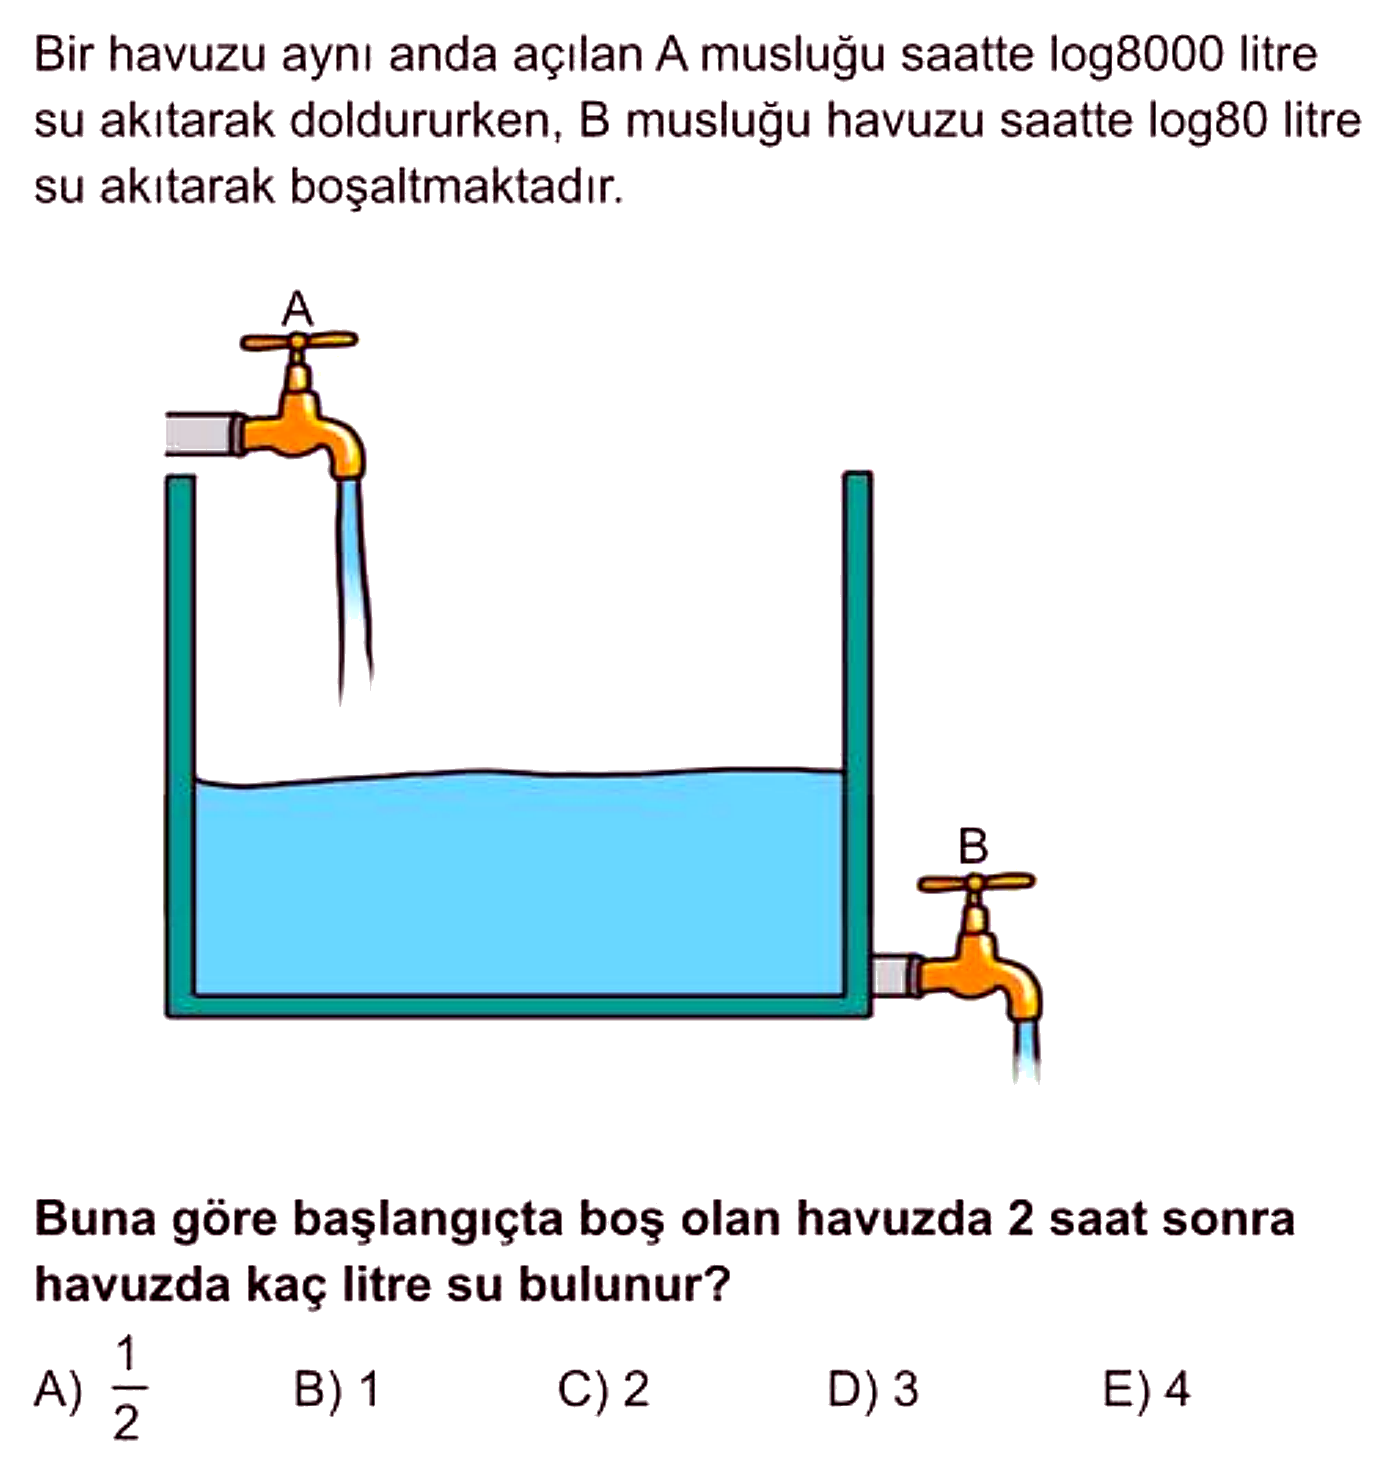 Bir havuzu aynı anda açılan A musluğu saatte log8000 litre
su akıtarak doldururken, B musluğu havuzu saatte log80 litre
su akıtarak boşaltmaktadır.
A
B
Buna göre başlangıçta boş olan havuzda 2 saat sonra
havuzda kaç litre su bulunur?
A) 1/2 B) 1 C) 2 D) 3 E) 4